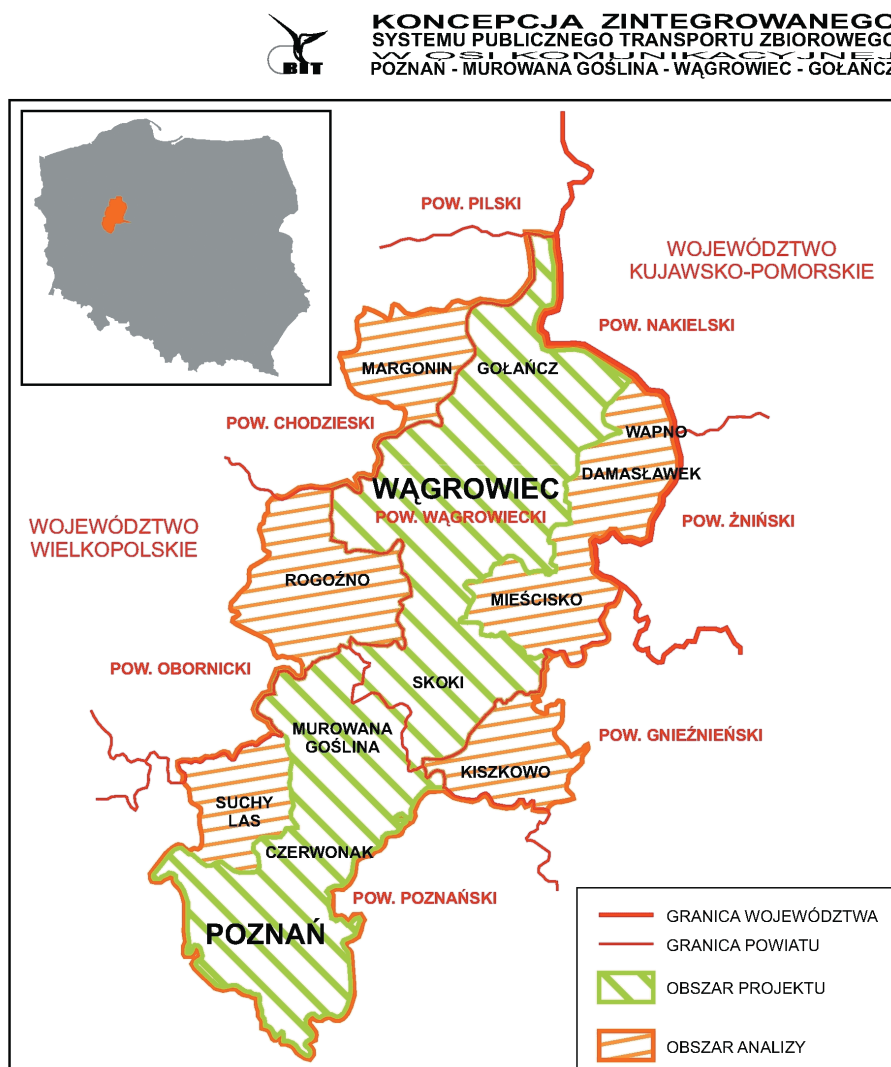 KONCEPCJA ZINTEGROWANEGO
SYSTEMU PUBLICZNEGO TRANSPORTU ZBIOROWEGO
W OSI KOMUNIKACYJNEJ
POZNAŃ - MUROWANA GOŚLINA - WĄGROWIEC - GOŁAŃCZ
BIT
POW. PILSKI
WOJEWÓDZTWO
KUJAWSKO-POMORSKIE
POW. NAKIELSKI
MARGONIN
GOŁAŃCZ
POW. CHODZIESKI
WAPNO
DAMASŁAWEK
WĄGROWIEC
POW. WĄGROWIECKI
POW. ŻNIŃSKI
WOJEWÓDZTWO
WIELKOPOLSKIE
ROGOŹNO
MIEŚCISKO
POW. OBORNICKI
SKOKI
MUROWANA
GOŚLINA
POW. GNIEŹNIEŃSKI
KISZKOWO
SUCHY
LAS
CZERWONAK
POW. POZNAŃSKI
POZNAŃ
GRANICA WOJEWÓDZTWA
GRANICA POWIATU
OBSZAR PROJEKTU
OBSZAR ANALIZY